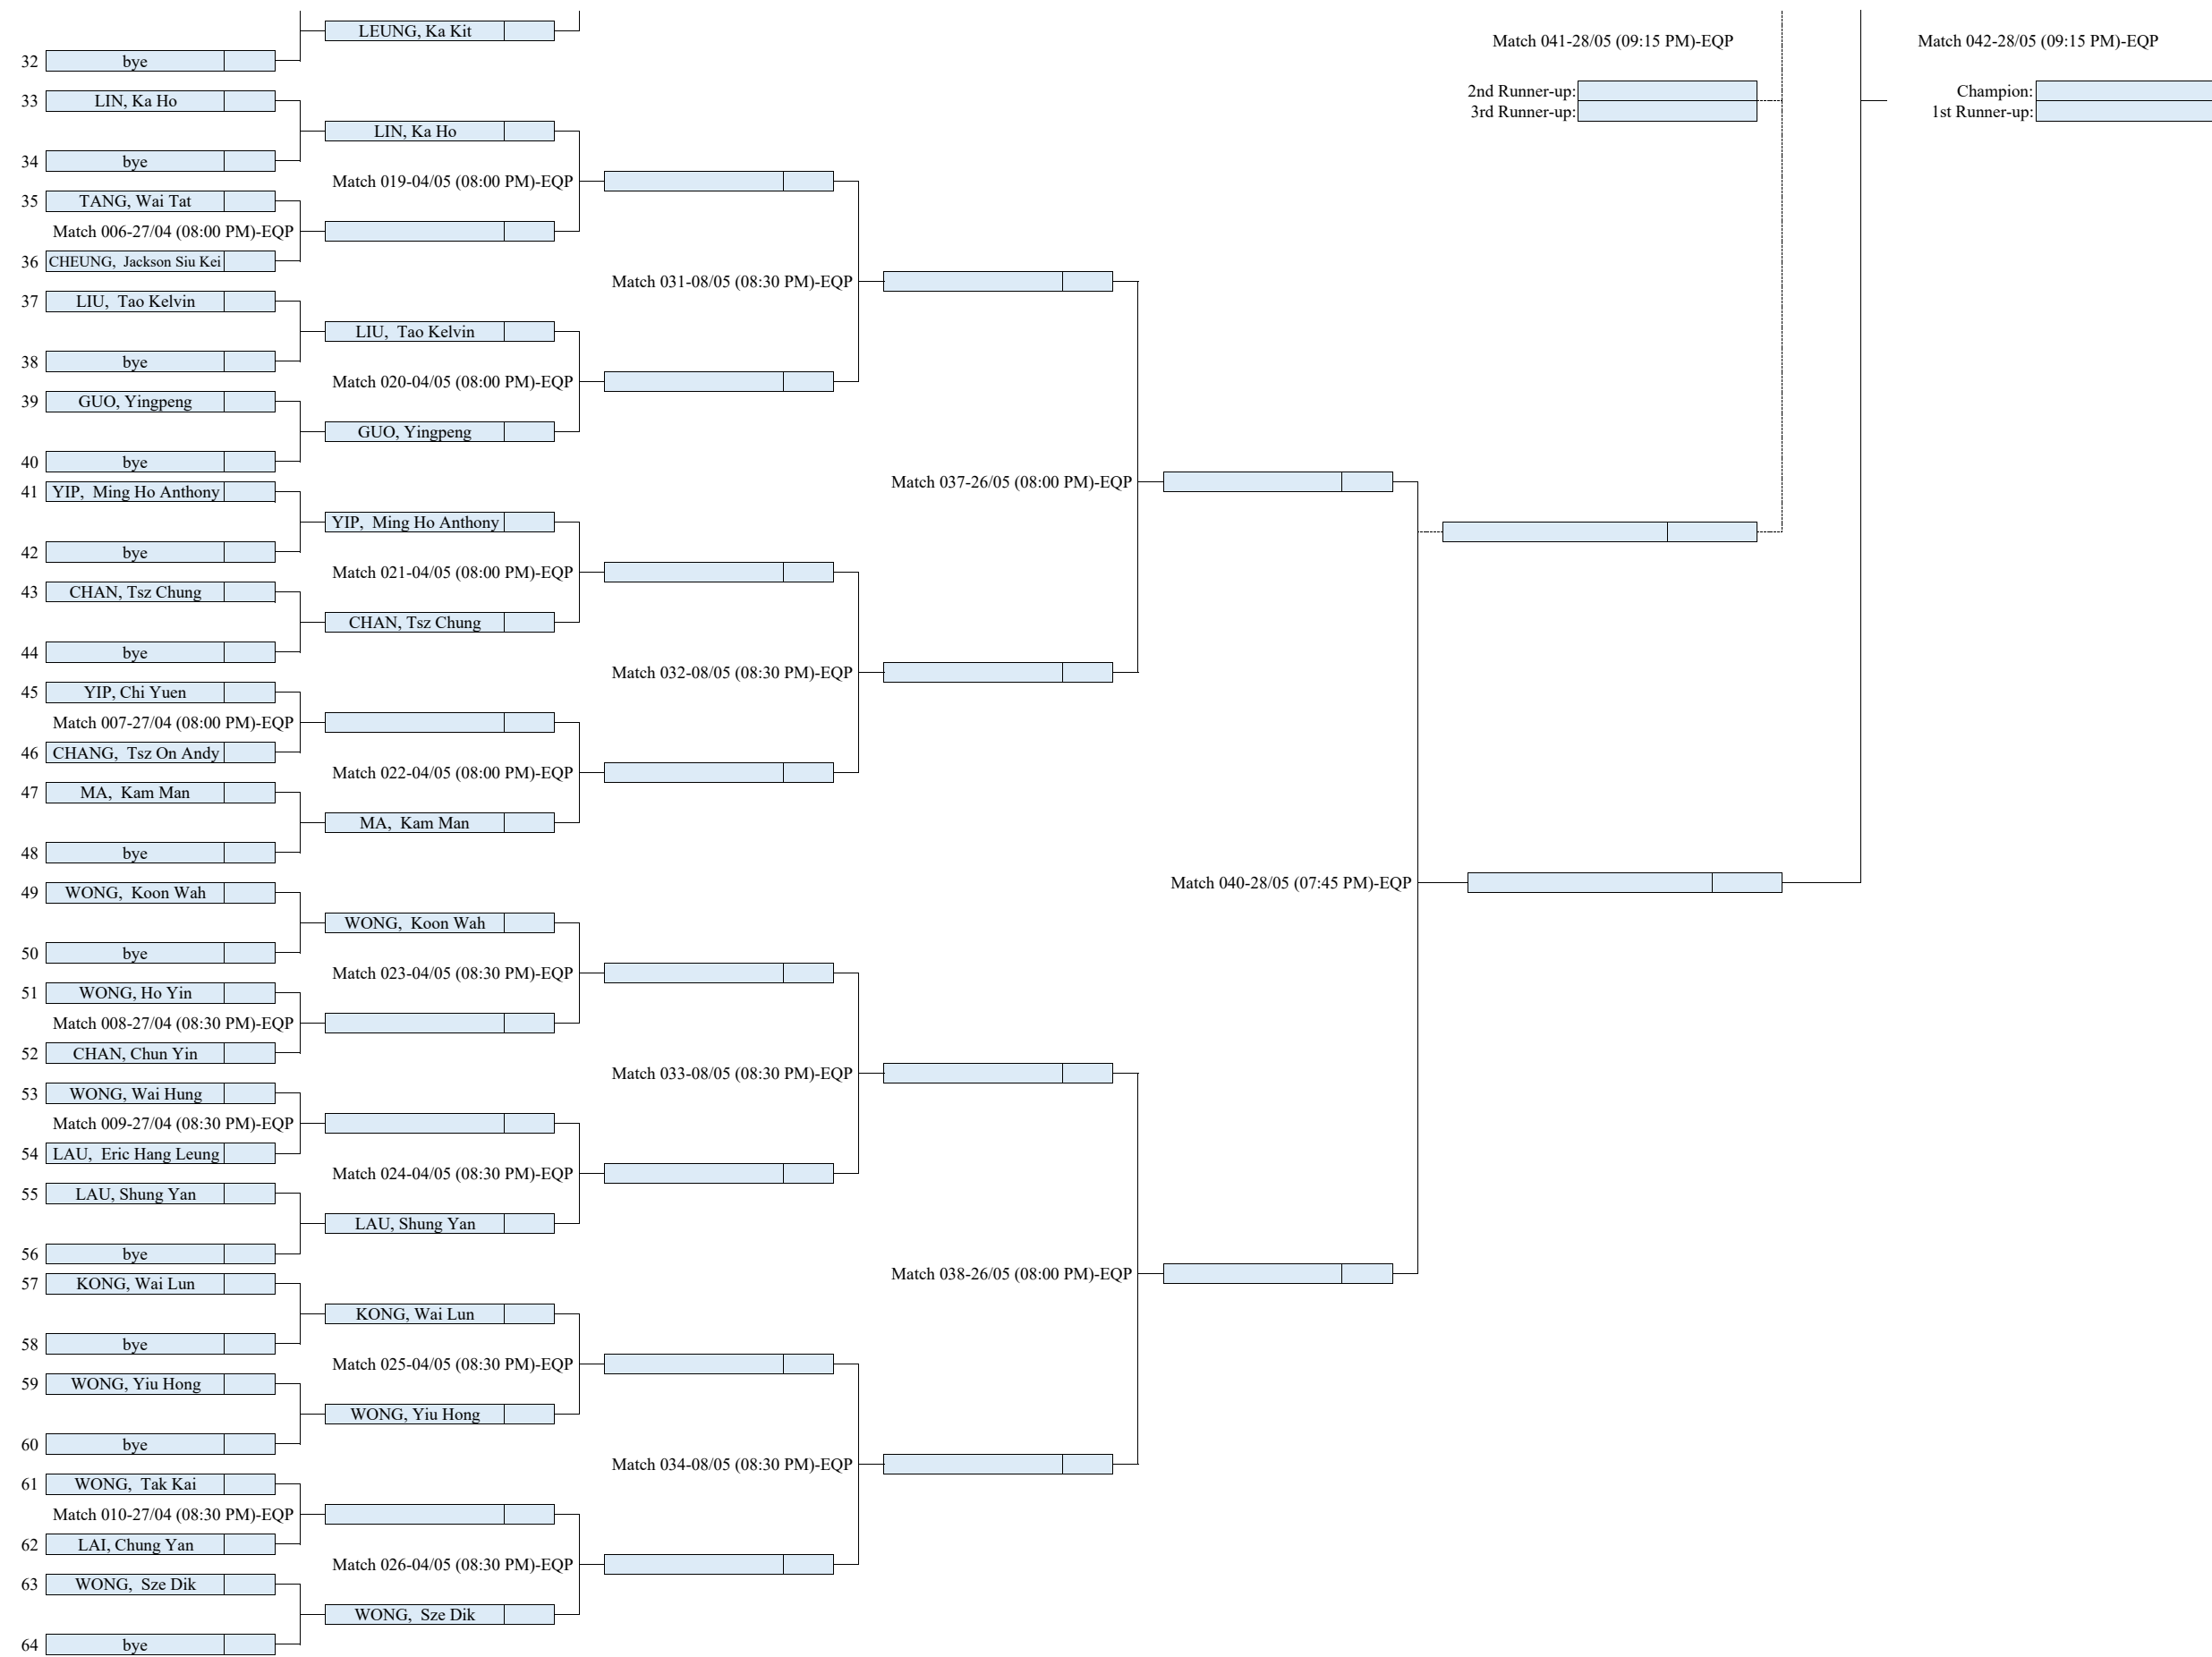 LEUNG, Ka Kit
Match 041-28/05 (09:15 PM)-EQP
Match 042-28/05 (09:15 PM)-EQP
32 bye
2nd Runner-up:
Champion:
33 LIN, Ka Ho
3rd Runner-up:
1st Runner-up:
LIN, Ka Ho
34 bye
Match 019-04/05 (08:00 PM)-EQP
35 TANG, Wai Tat
Match 006-27/04 (08:00 PM)-EQP
36 CHEUNG, Jackson Siu Kei
Match 031-08/05 (08:30 PM)-EQP
37 LIU, Tao Kelvin
LIU, Tao Kelvin
38 bye
Match 020-04/05 (08:00 PM)-EQP
39 GUO, Yingpeng
GUO, Yingpeng
40 bye
Match 037-26/05 (08:00 PM)-EQP
41 YIP, Ming Ho Anthony
YIP, Ming Ho Anthony
42 bye
Match 021-04/05 (08:00 PM)-EQP
43 CHAN, Tsz Chung
CHAN, Tsz Chung
44 bye
Match 032-08/05 (08:30 PM)-EQP
45 YIP, Chi Yuen
Match 007-27/04 (08:00 PM)-EQP
46 CHANG, Tsz On Andy
Match 022-04/05 (08:00 PM)-EQP
47 MA, Kam Man
MA, Kam Man
48 bye
Match 040-28/05 (07:45 PM)-EQP
49 WONG, Koon Wah
WONG, Koon Wah
50 bye
Match 023-04/05 (08:30 PM)-EQP
51 WONG, Ho Yin
Match 008-27/04 (08:30 PM)-EQP
52 CHAN, Chun Yin
Match 033-08/05 (08:30 PM)-EQP
53 WONG, Wai Hung
Match 009-27/04 (08:30 PM)-EQP
54 LAU, Eric Hang Leung
Match 024-04/05 (08:30 PM)-EQP
55 LAU, Shung Yan
LAU, Shung Yan
56 bye
Match 038-26/05 (08:00 PM)-EQP
57 KONG, Wai Lun
KONG, Wai Lun
58 bye
Match 025-04/05 (08:30 PM)-EQP
59 WONG, Yiu Hong
WONG, Yiu Hong
60 bye
Match 034-08/05 (08:30 PM)-EQP
61 WONG, Tak Kai
Match 010-27/04 (08:30 PM)-EQP
62 LAI, Chung Yan
Match 026-04/05 (08:30 PM)-EQP
63 WONG, Sze Dik
WONG, Sze Dik
64 bye